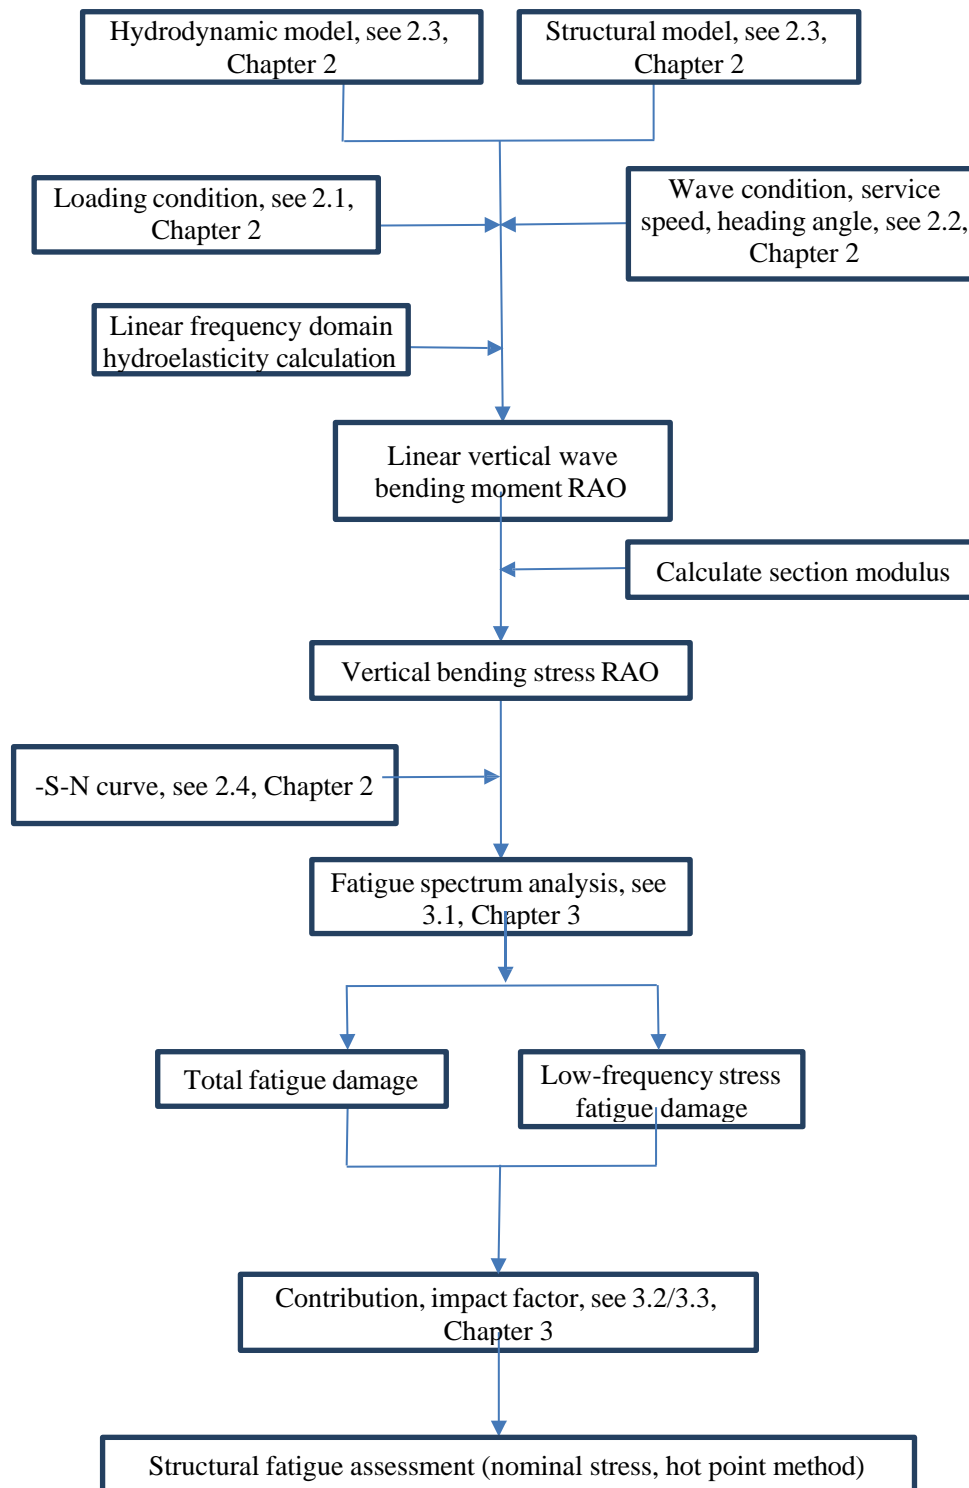 Hydrodynamic model, see 2.3,
Chapter 2
Structural model, see 2.3,
Chapter 2
Loading condition, see 2.1,
Chapter 2
Wave condition, service
speed, heading angle, see 2.2,
Chapter 2
Linear frequency domain
hydroelasticity calculation
Linear vertical wave
bending moment RAO
Calculate section modulus
Vertical bending stress RAO
-S-N curve, see 2.4, Chapter 2
Fatigue spectrum analysis, see
3.1, Chapter 3
Total fatigue damage
Low-frequency stress
fatigue damage
Contribution, impact factor, see 3.2/3.3,
Chapter 3
Structural fatigue assessment (nominal stress, hot point method)